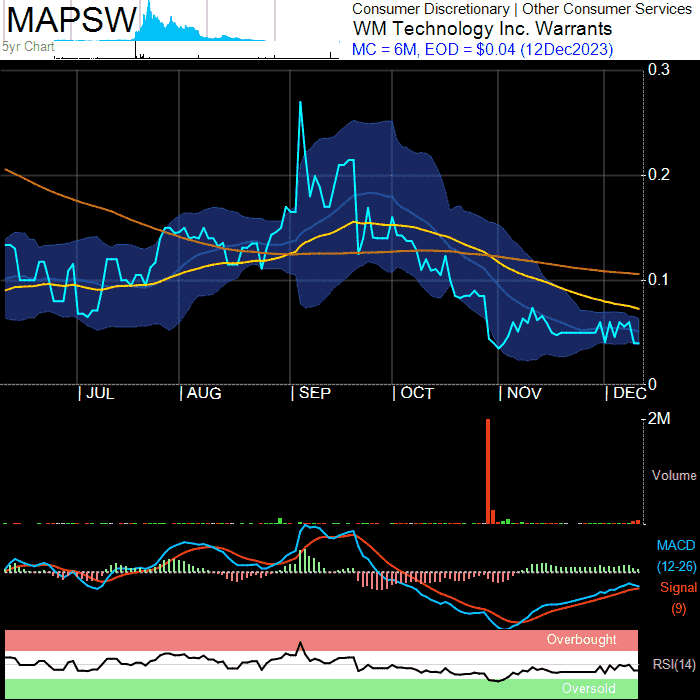 MAPSW
5yr Chart
Consumer Discretionary | Other Consumer Services
WM Technology Inc. Warrants
MC = 6M, EOD = $0.04 (12Dec2023)
0.3
0.2
0.1
0
| JUL | AUG | SEP | OCT | NOV | DEC
2M
Volume
MACD
(12-26)
Signal
(9)
Overbought
RSI(14)
Oversold